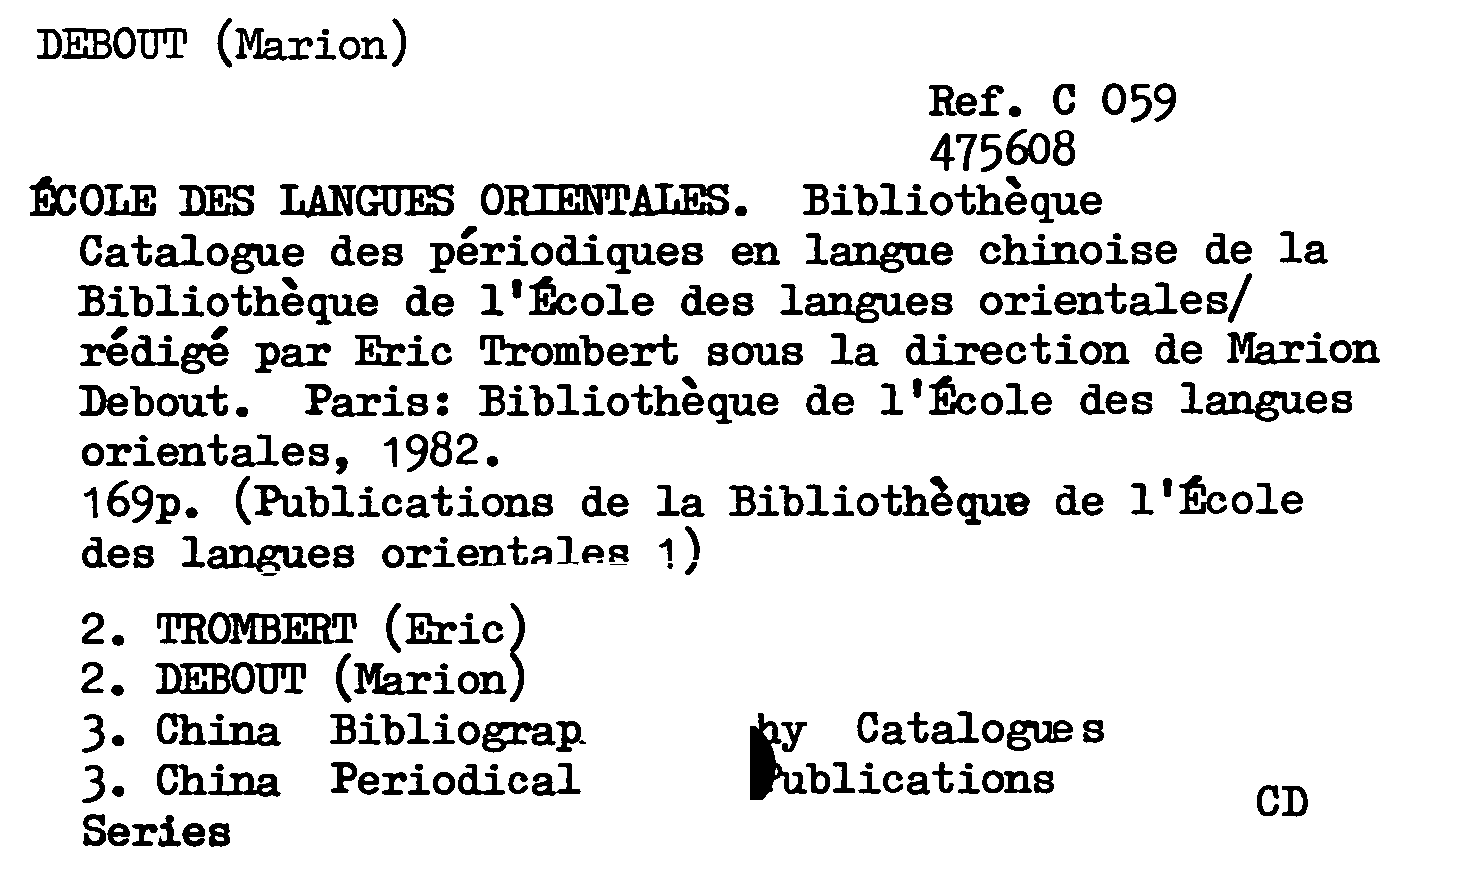 DEBOUT (Marion)
Ref. C 059
475608
ÉCOLE DES LANGUES ORIENTALES. Bibliothèque
Catalogue des périodiques en langue chinoise de la
Bibliothèque de l'École des langues orientales/
rédigé par Eric Trombert sous la direction de Marion
Debout. Paris: Bibliothèque de l'École des langues
orientales, 1982.
169p. (Publications de la Bibliothèque de l'École
des langues orientales 1)
2. TROMBERT (Eric)
2. DEBOUT (Marion)
3. China Bibliograp hy Catalogues
3. China Periodical Publications
CD
Series